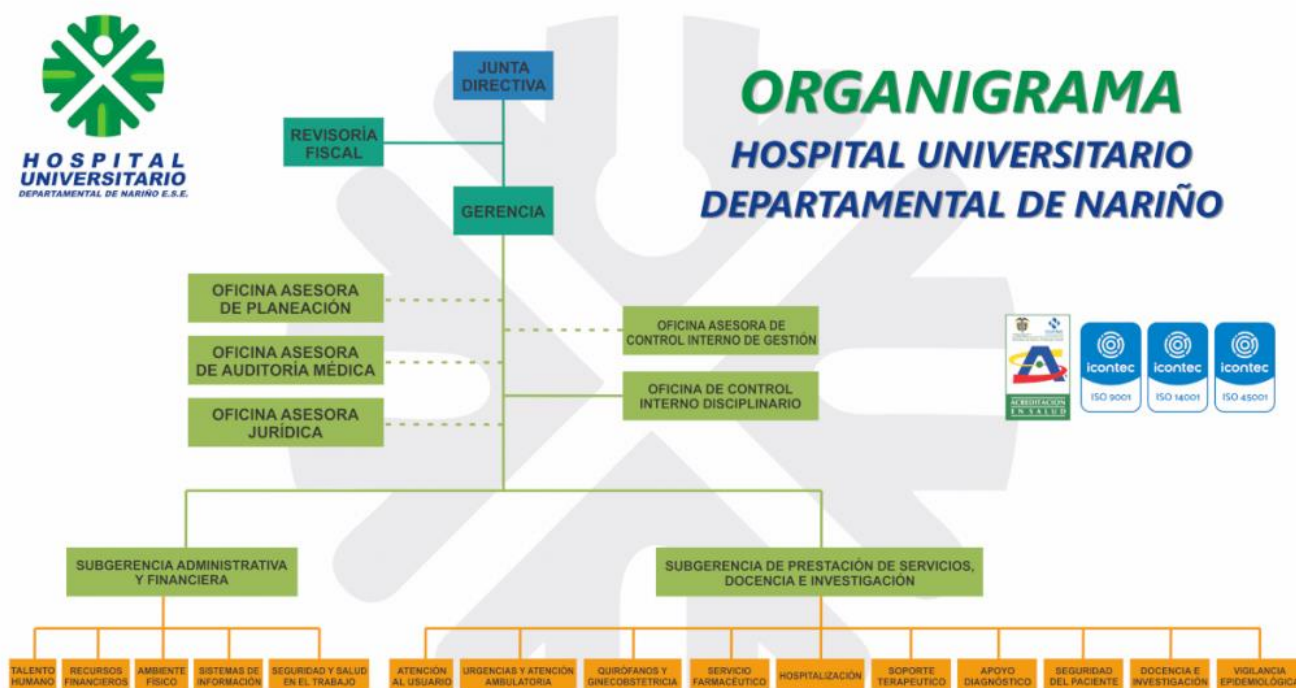 HOSPITAL
UNIVERSITARIO
DEPARTAMENTAL DE NARIÑO E.S.E.
JUNTA
DIRECTIVA
ORGANIGRAMA
HOSPITAL UNIVERSITARIO
DEPARTAMENTAL DE NARIÑO
REVISORÍA
FISCAL
GERENCIA
OFICINA ASESORA
DE PLANEACIÓN
OFICINA ASESORA DE
CONTROL INTERNO DE GESTIÓN
OFICINA ASESORA
DE AUDITORÍA MÉDICA
OFICINA DE CONTROL
INTERNO DISCIPLINARIO
OFICINA ASESORA
JURÍDICA
ACREDITACIÓN
EN SALUD
icontec
ISO 9001
icontec
ISO 14001
icontec
ISO 45001
SUBGERENCIA ADMINISTRATIVA
Y FINANCIERA
SUBGERENCIA DE PRESTACIÓN DE SERVICIOS,
DOCENCIA E INVESTIGACIÓN
TALENTO
HUMANO
RECURSOS
FINANCIEROS
AMBIENTE
FÍSICO
SISTEMAS DE
INFORMACIÓN
SEGURIDAD Y SALUD
EN EL TRABAJO
ATENCIÓN
AL USUARIO
URGENCIAS Y ATENCIÓN
AMBULATORIA
QUIRÓFANOS Y
GINECOBSTETRICIA
SERVICIO
FARMACÉUTICO
HOSPITALIZACIÓN
SOPORTE
TERAPEUTICO
APOYO
DIAGNÓSTICO
SEGURIDAD
DEL PACIENTE
DOCENCIA E
INVESTIGACIÓN
VIGILANCIA
EPIDEMIOLÓGICA